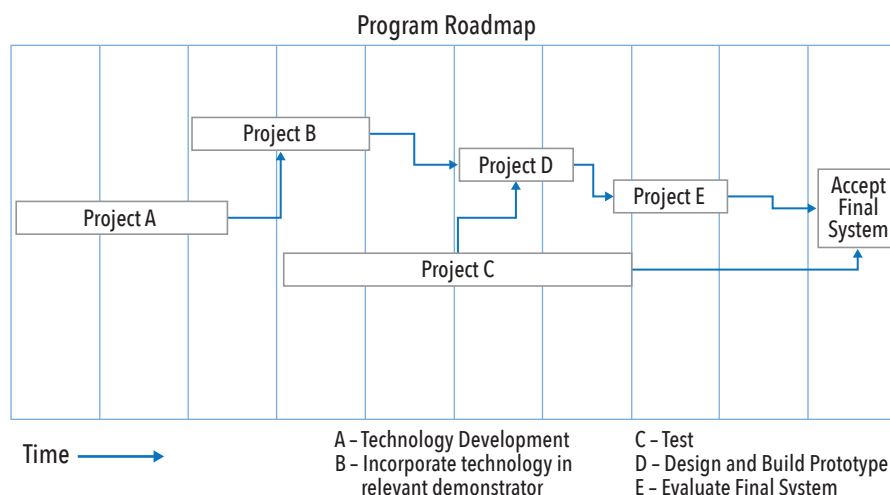 Program Roadmap
Project B
Project D
Project E
Accept
Final
System
Project A
Project C
Time
A – Technology Development
B – Incorporate technology in
relevant demonstrator
C – Test
D – Design and Build Prototype
E – Evaluate Final System